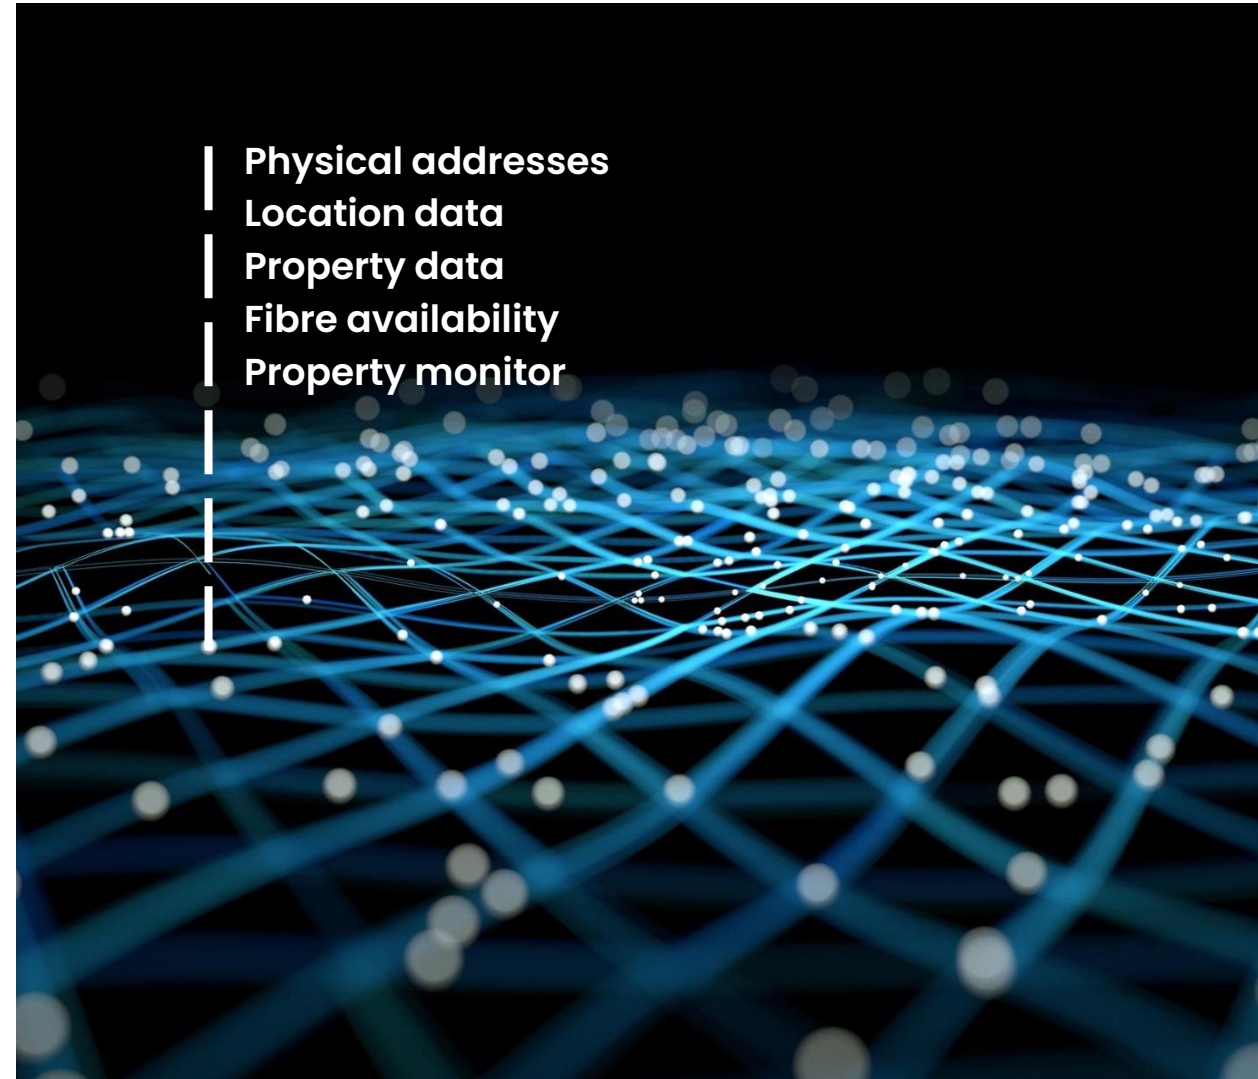 Physical addresses
Location data
Property data
Fibre availability
Property monitor